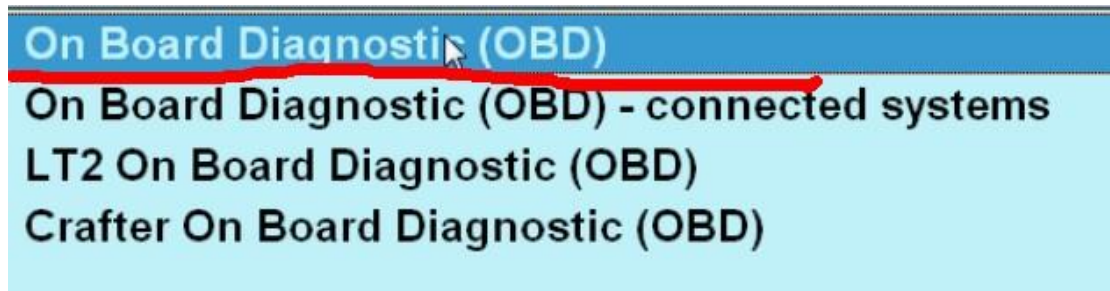 On Board Diagnostic (OBD)
On Board Diagnostic (OBD) - connected systems
LT2 On Board Diagnostic (OBD)
Crafter On Board Diagnostic (OBD)